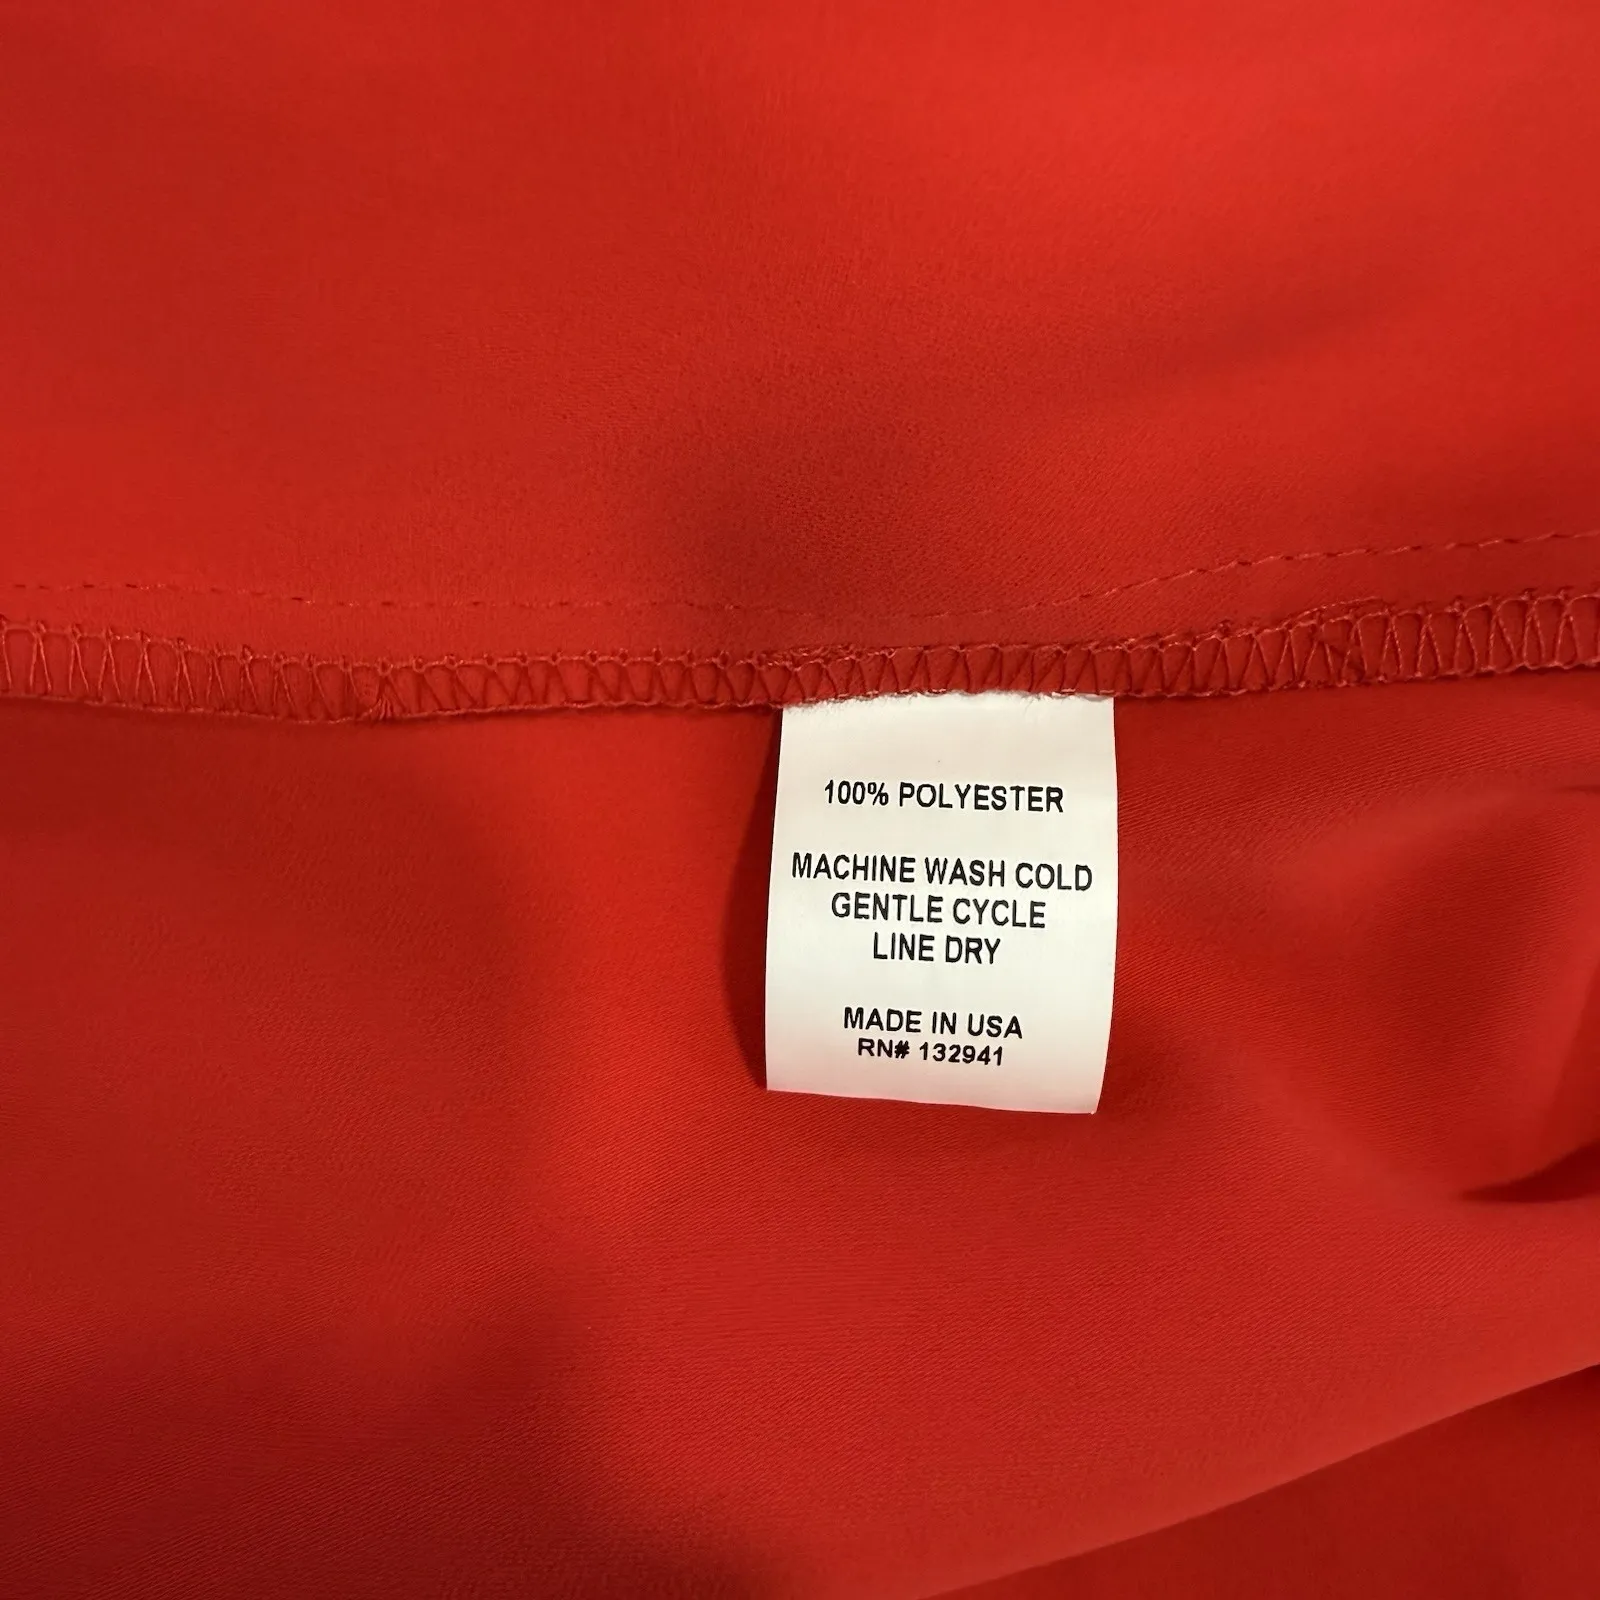 100% POLYESTER
MACHINE WASH COLD
GENTLE CYCLE
LINE DRY
MADE IN USA
RN# 132941